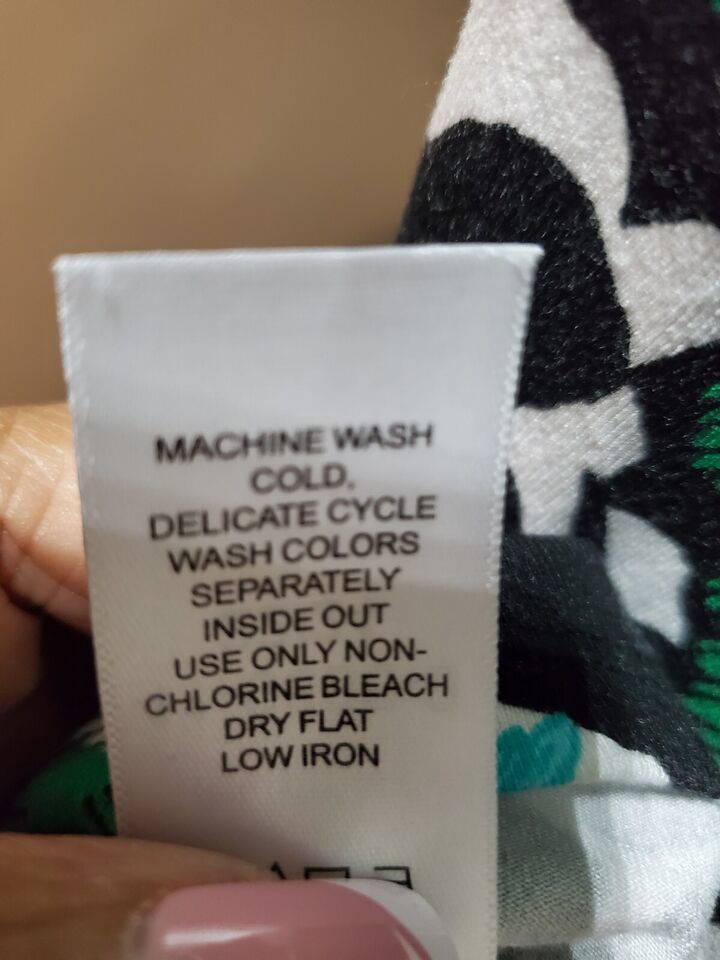 MACHINE WASH
COLD,
DELICATE CYCLE
WASH COLORS
SEPARATELY
INSIDE OUT
USE ONLY NON-
CHLORINE BLEACH
DRY FLAT
LOW IRON